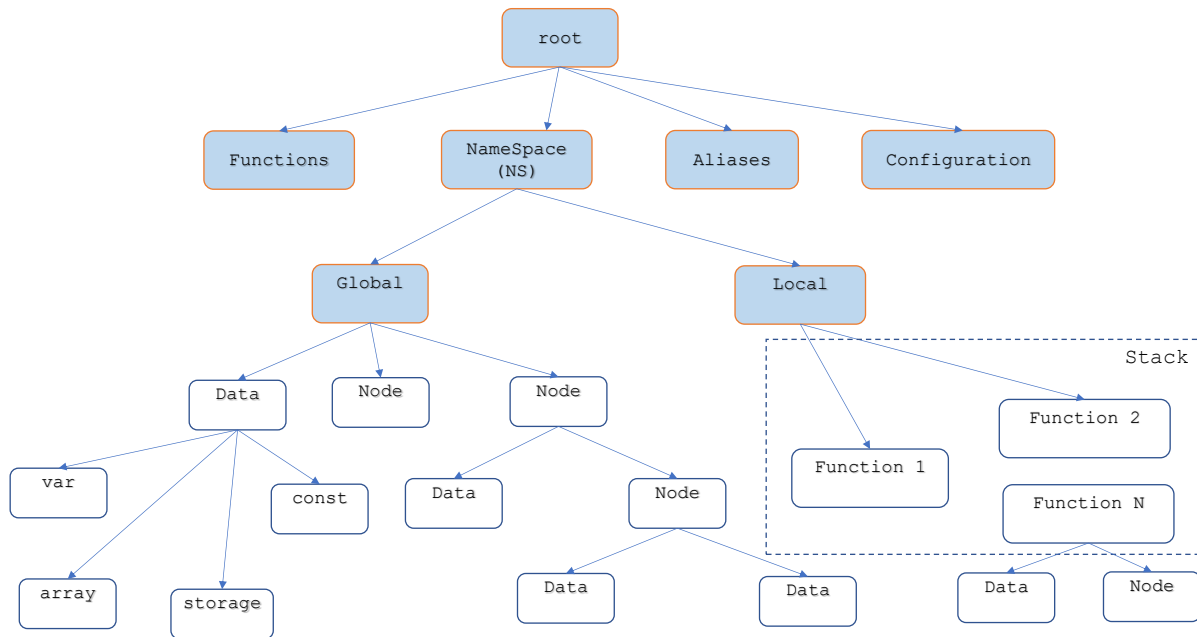 root
Functions
NameSpace
(NS)
Aliases
Configuration
Global
Local
Stack
Data
Node
Node
Function 2
Function 1
var
const
Data
Node
Function N
array
storage
Data
Data
Data
Node